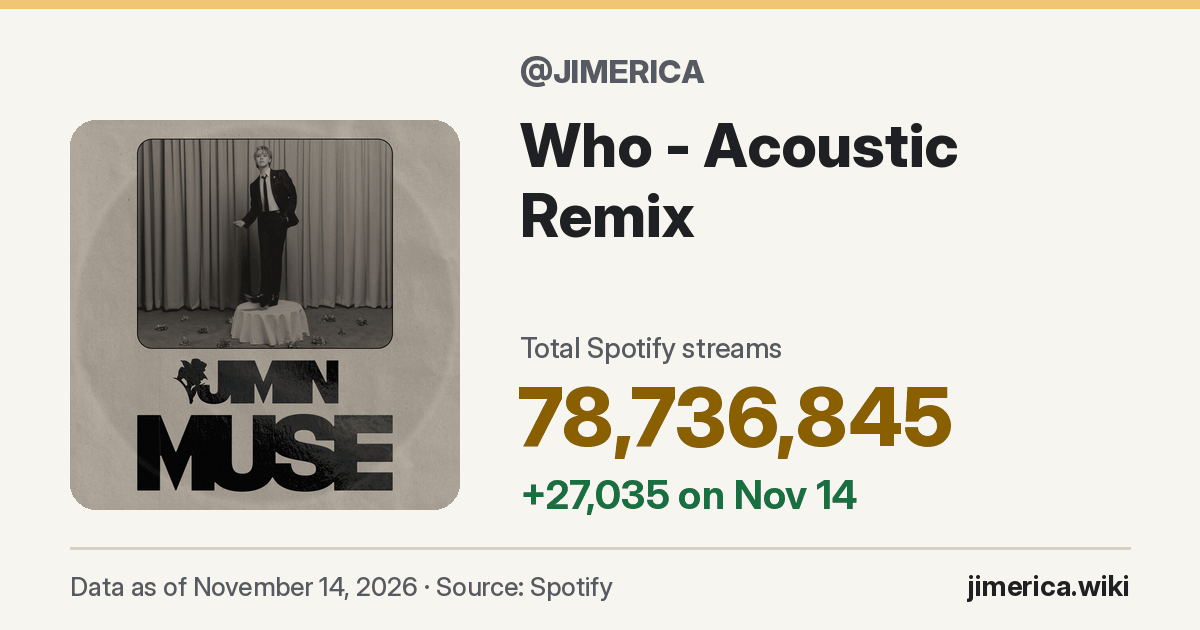 @JIMERICA
Who - Acoustic
Remix
JIMIN
MUSE
Total Spotify streams
78,736,845
+27,035 on Nov 14
Data as of November 14, 2026 · Source: Spotify
jimerica.wiki